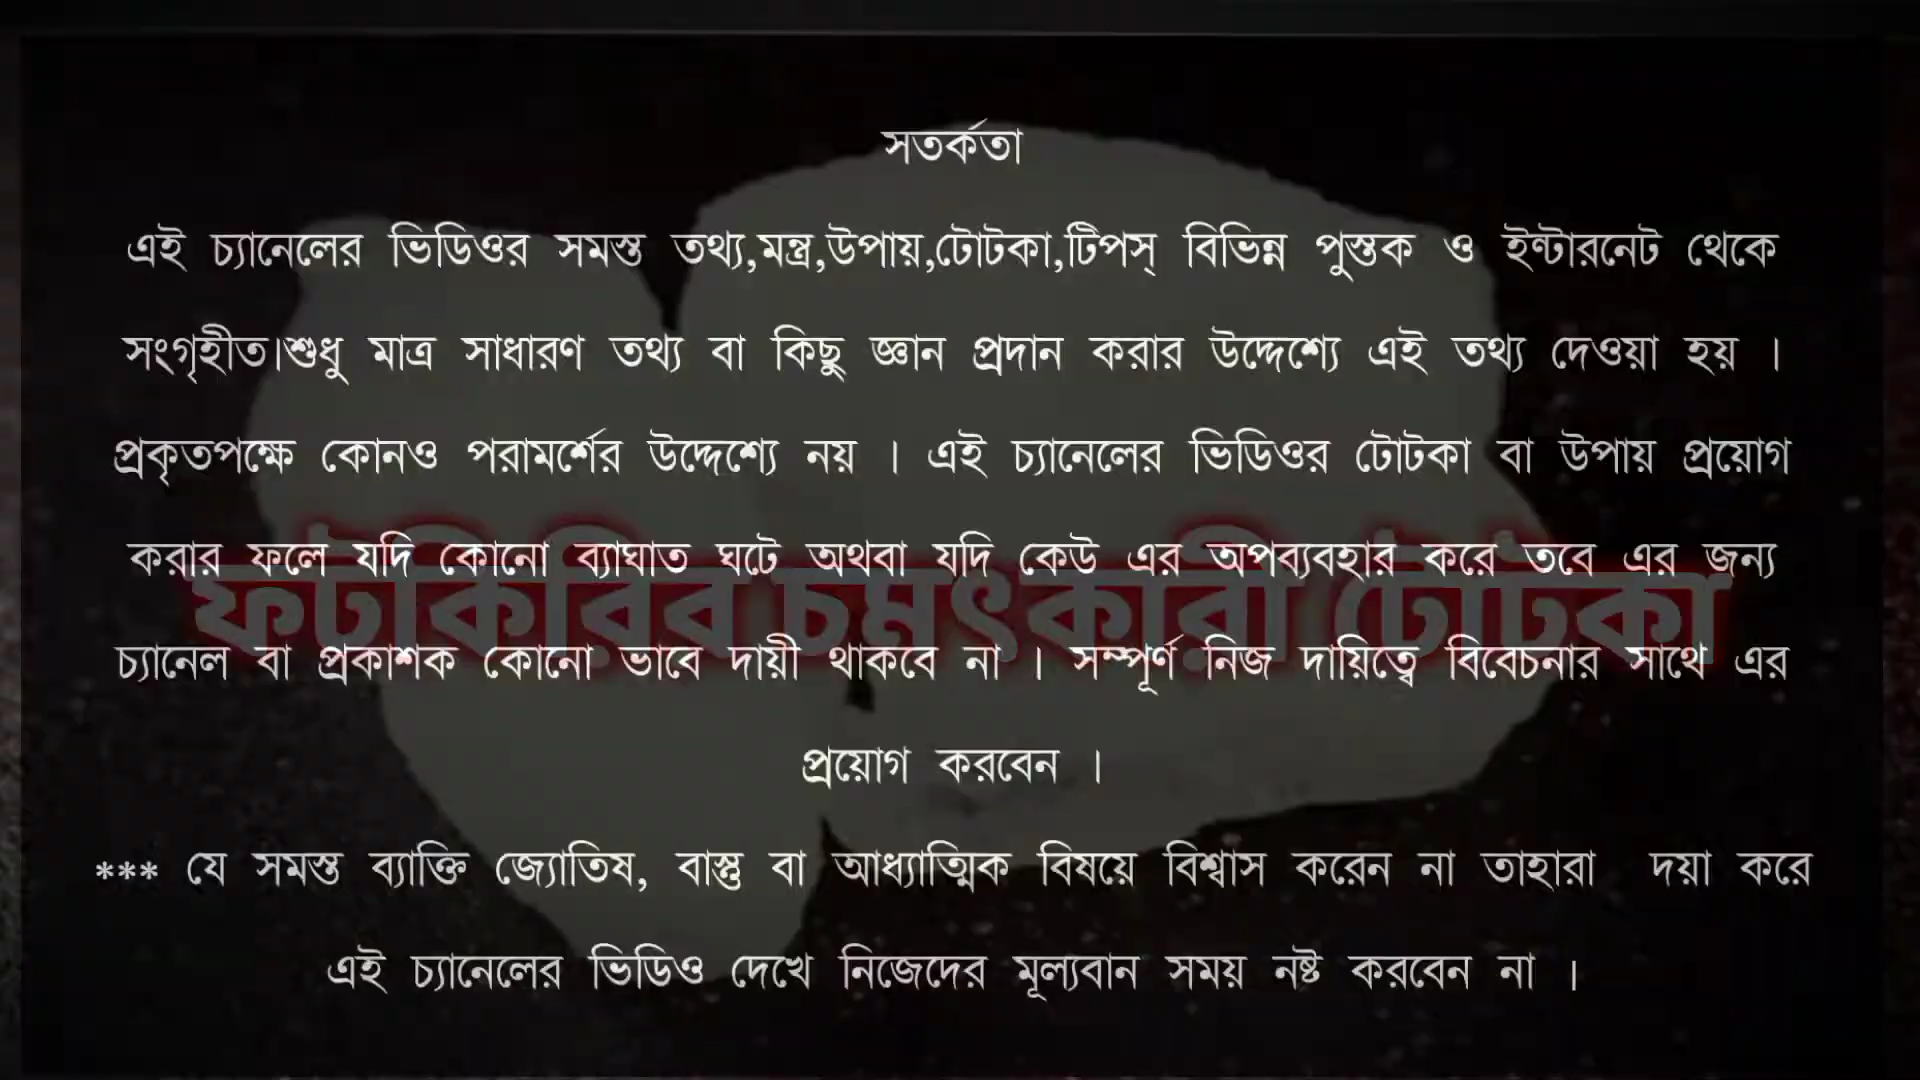 সতর্কতা
এই চ্যানেলের ভিডিওর সমস্ত তথ্য,মন্ত্র,উপায়,টোটকা,টিপস্ বিভিন্ন পুস্তক ও ইন্টারনেট থেকে
সংগৃহীত।শুধু মাত্র সাধারণ তথ্য বা কিছু জ্ঞান প্রদান করার উদ্দেশ্যে এই তথ্য দেওয়া হয় ।
প্রকৃতপক্ষে কোনও পরামর্শের উদ্দেশ্যে নয় । এই চ্যানেলের ভিডিওর টোটকা বা উপায় প্রয়োগ
করার ফলে যদি কোনো ব্যাঘাত ঘটে অথবা যদি কেউ এর অপব্যবহার করে তবে এর জন্য
ফটকিরির চমৎকারী টোটকা
চ্যানেল বা প্রকাশক কোনো ভাবে দায়ী থাকবে না । সম্পূর্ণ নিজ দায়িত্বে বিবেচনার সাথে এর
প্রয়োগ করবেন ।
*** যে সমস্ত ব্যাক্তি জ্যোতিষ, বাস্তু বা আধ্যাত্মিক বিষয়ে বিশ্বাস করেন না তাহারা দয়া করে
এই চ্যানেলের ভিডিও দেখে নিজেদের মূল্যবান সময় নষ্ট করবেন না ।